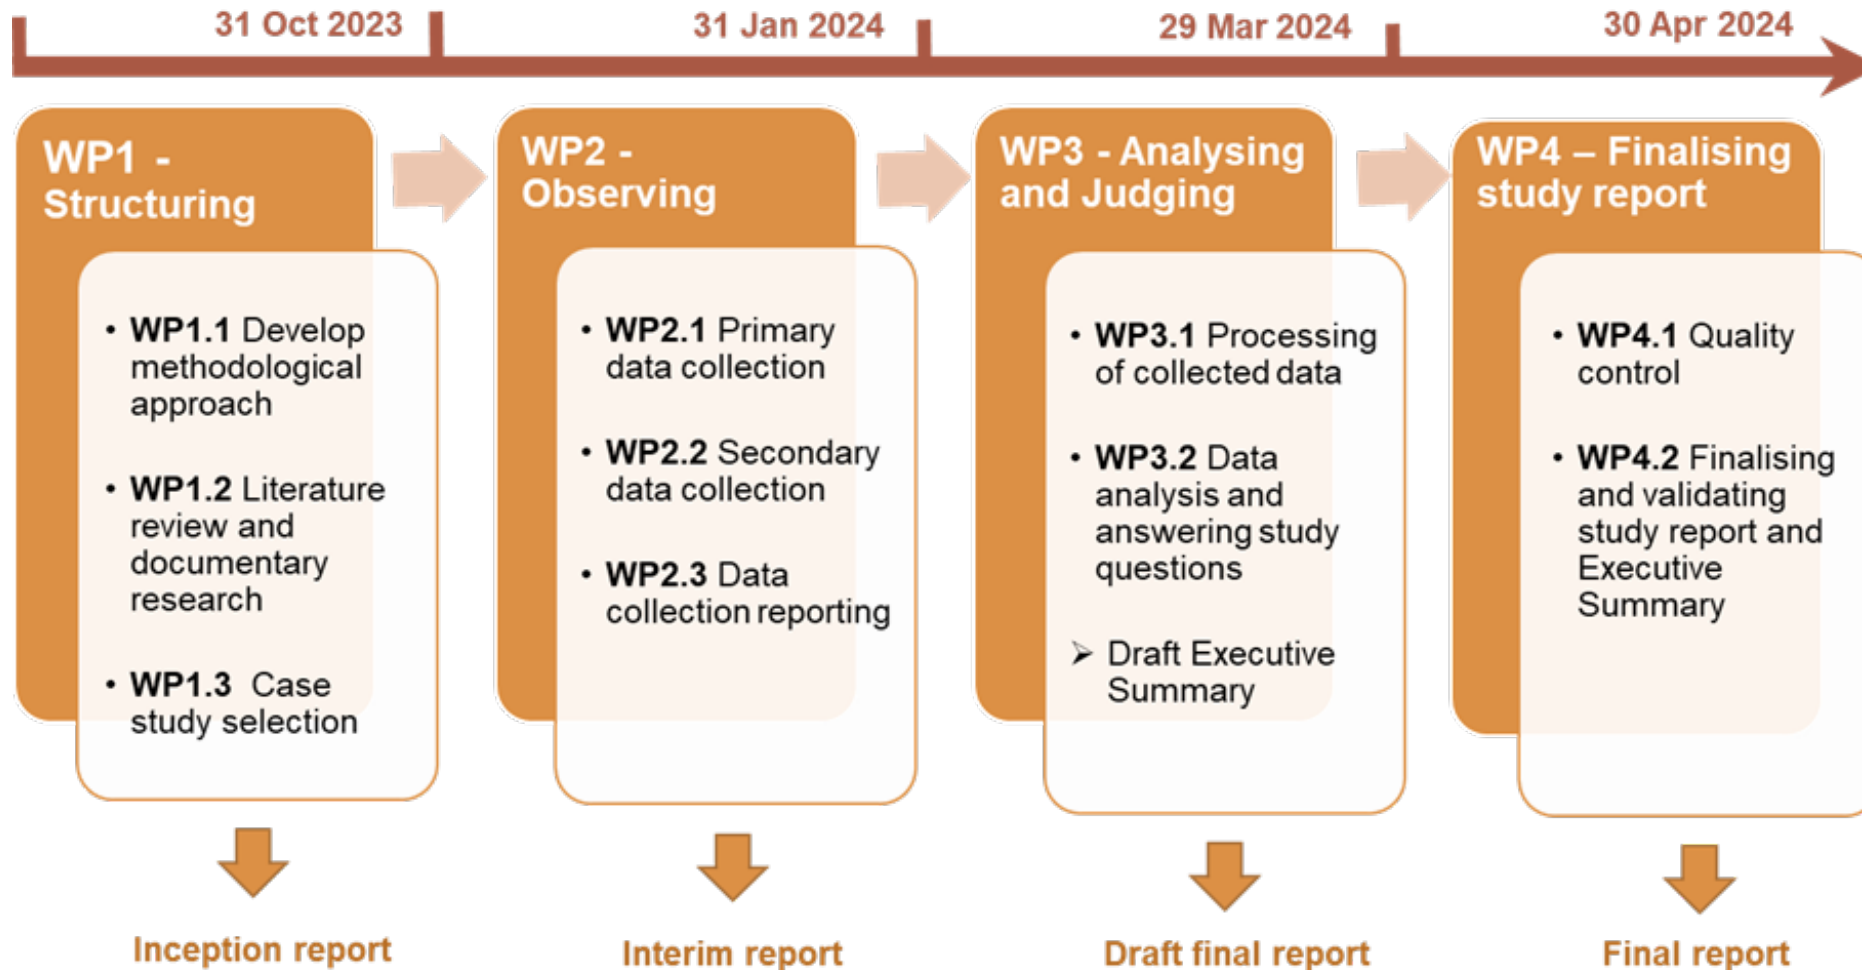 31 Oct 2023
31 Jan 2024
29 Mar 2024
30 Apr 2024
WP1 -
Structuring
• WP1.1 Develop
methodological
approach
• WP1.2 Literature
review and
documentary
research
• WP1.3 Case
study selection
Inception report
WP2 -
Observing
• WP2.1 Primary
data collection
• WP2.2 Secondary
data collection
• WP2.3 Data
collection reporting
Interim report
WP3 - Analysing
and Judging
• WP3.1 Processing
of collected data
• WP3.2 Data
analysis and
answering study
questions
➢ Draft Executive
Summary
Draft final report
WP4 – Finalising
study report
• WP4.1 Quality
control
• WP4.2 Finalising
and validating
study report and
Executive
Summary
Final report